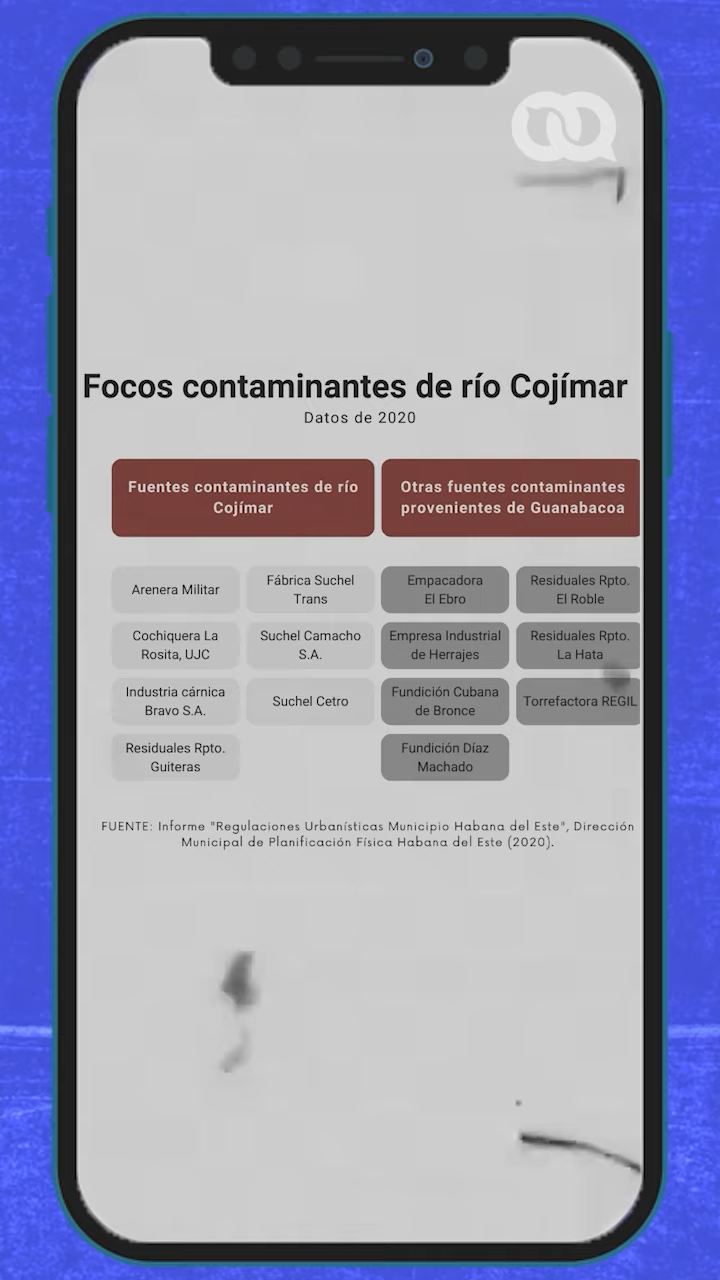 Focos contaminantes de río Cojímar
Datos de 2020
Fuentes contaminantes de río
Cojímar
Otras fuentes contaminantes
provenientes de Guanabacoa
Arenera Militar
Fábrica Suchel
Trans
Empacadora
El Ebro
Residuales Rpto.
El Roble
Cochiquera La
Rosita, UJC
Suchel Camacho
S.A.
Empresa Industrial
de Herrajes
Residuales Rpto.
La Hata
Industria cárnica
Bravo S.A.
Suchel Cetro
Fundición Cubana
de Bronce
Torrefactora REGIL
Residuales Rpto.
Guiteras
Fundición Díaz
Machado
FUENTE: Informe "Regulaciones Urbanísticas Municipio Habana del Este", Dirección
Municipal de Planificación Física Habana del Este (2020).